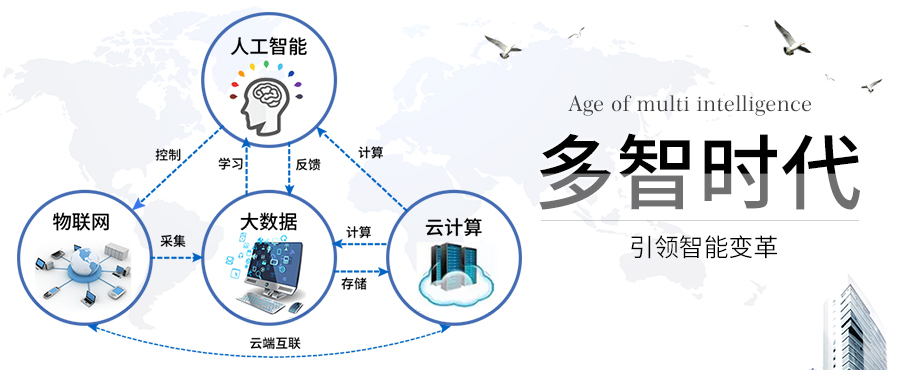 人工智能
控制
学习
反馈
计算
物联网
采集
大数据
计算
存储
云计算
云端互联
Age of multi intelligence
多智时代
引领智能变革